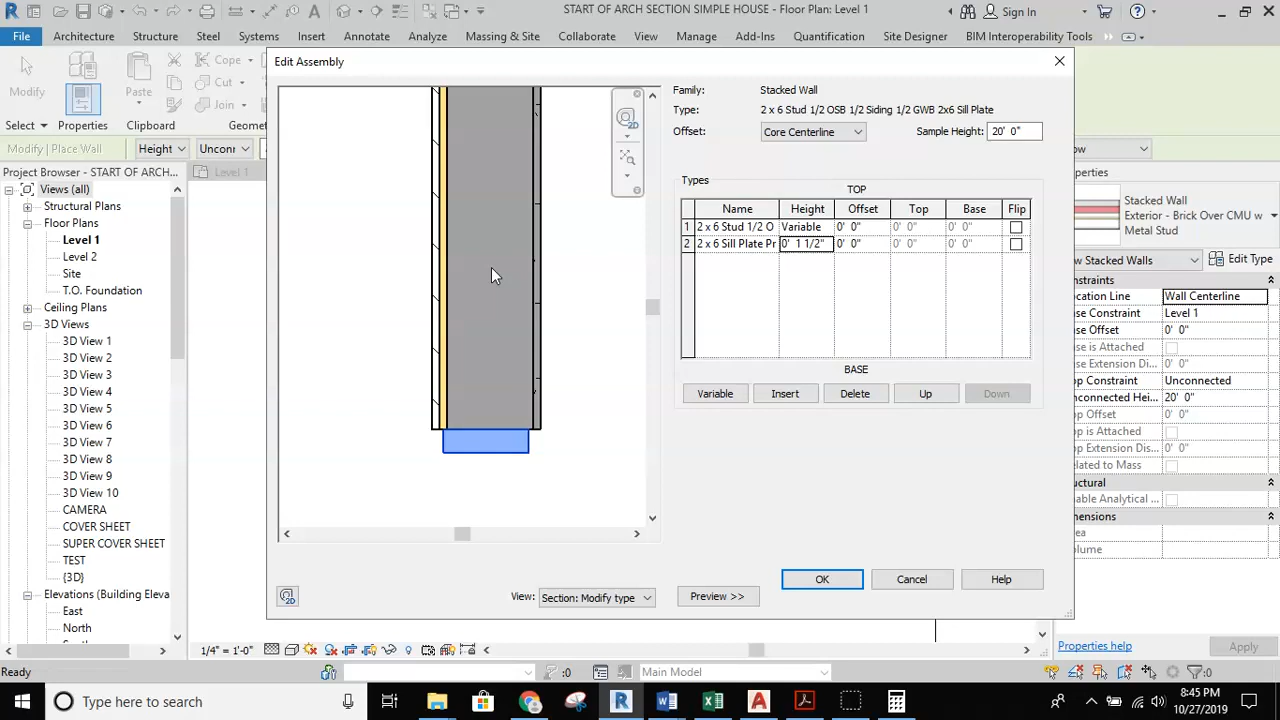 START OF ARCH SECTION SIMPLE HOUSE - Floor Plan: Level 1
Sign In
File Architecture Structure Steel Systems Insert Annotate Analyze Massing & Site Collaborate View Manage Add-Ins Quantification Site Designer BIM Interoperability Tools
Modify
Properties
Paste
Cope
Cut
Join
Select Properties Clipboard
Modify | Place Wall Height
Project Browser - START OF ARCH...
Level 1
Views (all)
Structural Plans
Floor Plans
Level 1
Level 2
Site
T.O. Foundation
Ceiling Plans
3D Views
3D View 1
3D View 2
3D View 3
3D View 4
3D View 5
3D View 6
3D View 7
3D View 8
3D View 9
3D View 10
CAMERA
COVER SHEET
SUPER COVER SHEET
TEST
{3D}
East
North
Edit Assembly
2D
Family: Stacked Wall
Type: 2 x 6 Stud 1/2 OSB 1/2 Siding 1/2 GWB 2x6 Sill Plate
Offset: Core Centerline Sample Height: 20' 0"
Types
TOP
Name Height Offset Top Base Flip
1 2 x 6 Stud 1/2 O Variable 0' 0" 0' 0" 0' 0"
2 2 x 6 Sill Plate Pr 0' 1 1/2" 0' 0" 0' 0" 0' 0"
BASE
Variable Insert Delete Up Down
OK Cancel Help
View: Section: Modify type Preview >>
Stacked Wall
Exterior - Brick Over CMU w
Metal Stud
Stacked Walls Edit Type
Wall Centerline
Level 1
0' 0"
Unconnected
20' 0"
0' 0"
Properties help Apply
1/4" = 1'-0"
Ready
:0
Main Model
:0
Type here to search
8:45 PM
10/27/2019